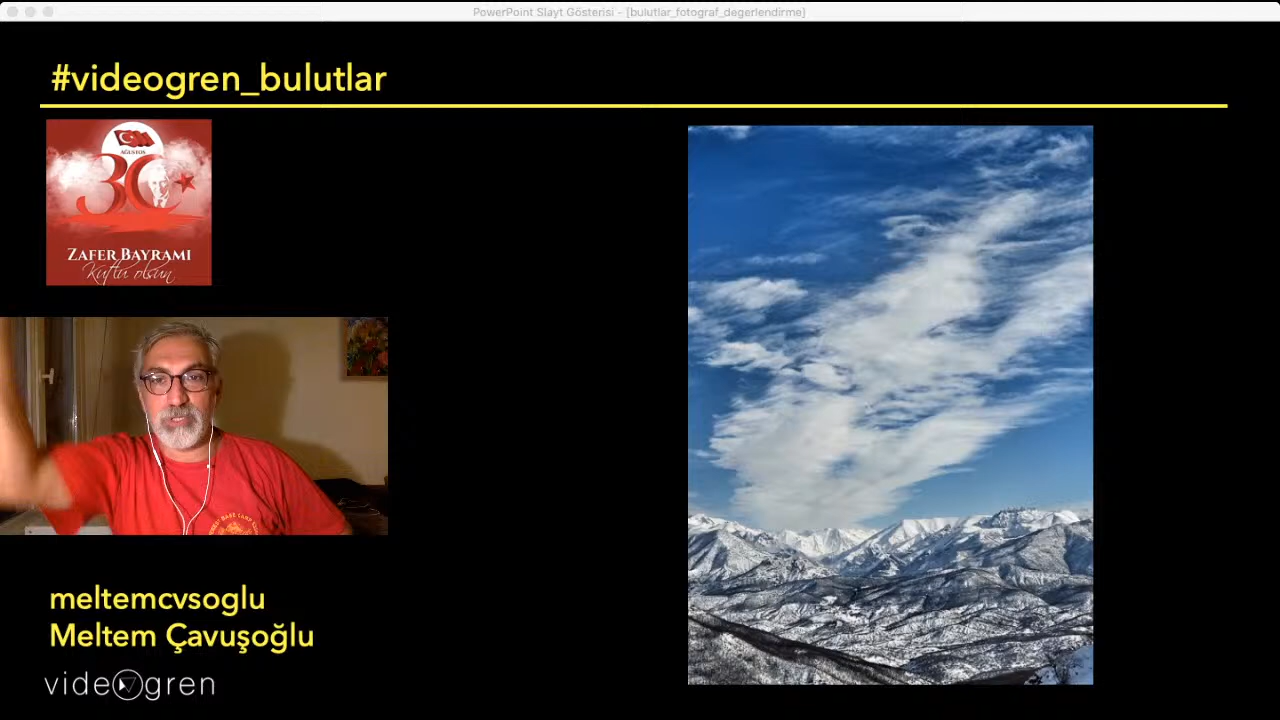 PowerPoint Slayt Gösterisi - [bulutlar_fotograf_degerlendirme]
#videogren_bulutlar
AĞUSTOS
30
ZAFER BAYRAMI
Kutlu olsun
meltemcvsoglu
Meltem Çavuşoğlu
videogren